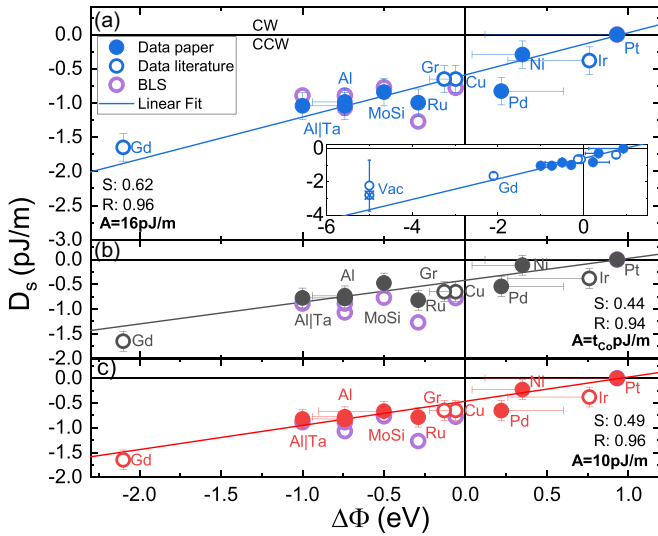 (a)
CW
CCW
Data paper
Data literature
BLS
Linear Fit
0.0
-0.5
-1.0
-1.5
-2.0
-2.5
-3.0
Gd
Al|Ta
Al
MoSi
Ru
Gr
Cu
Pd
Ni
Ir
Pt
S: 0.62
R: 0.96
A=16pJ/m
0
-2
-4
Vac
Gd
-6
-4
-2
0
D_s (pJ/m)
(b)
0.0
-0.5
-1.0
-1.5
-2.0
Gd
Al|Ta
Al
MoSi
Ru
Gr
Cu
Pd
Ni
Ir
Pt
S: 0.44
R: 0.94
A=t_Co pJ/m
c)
0.0
-0.5
-1.0
-1.5
-2.0
Gd
Al|Ta
Al
MoSi
Ru
Gr
Cu
Pd
Ni
Ir
Pt
S: 0.49
R: 0.96
A=10pJ/m
-2.0
-1.5
-1.0
-0.5
0.0
0.5
1.0
ΔΦ (eV)